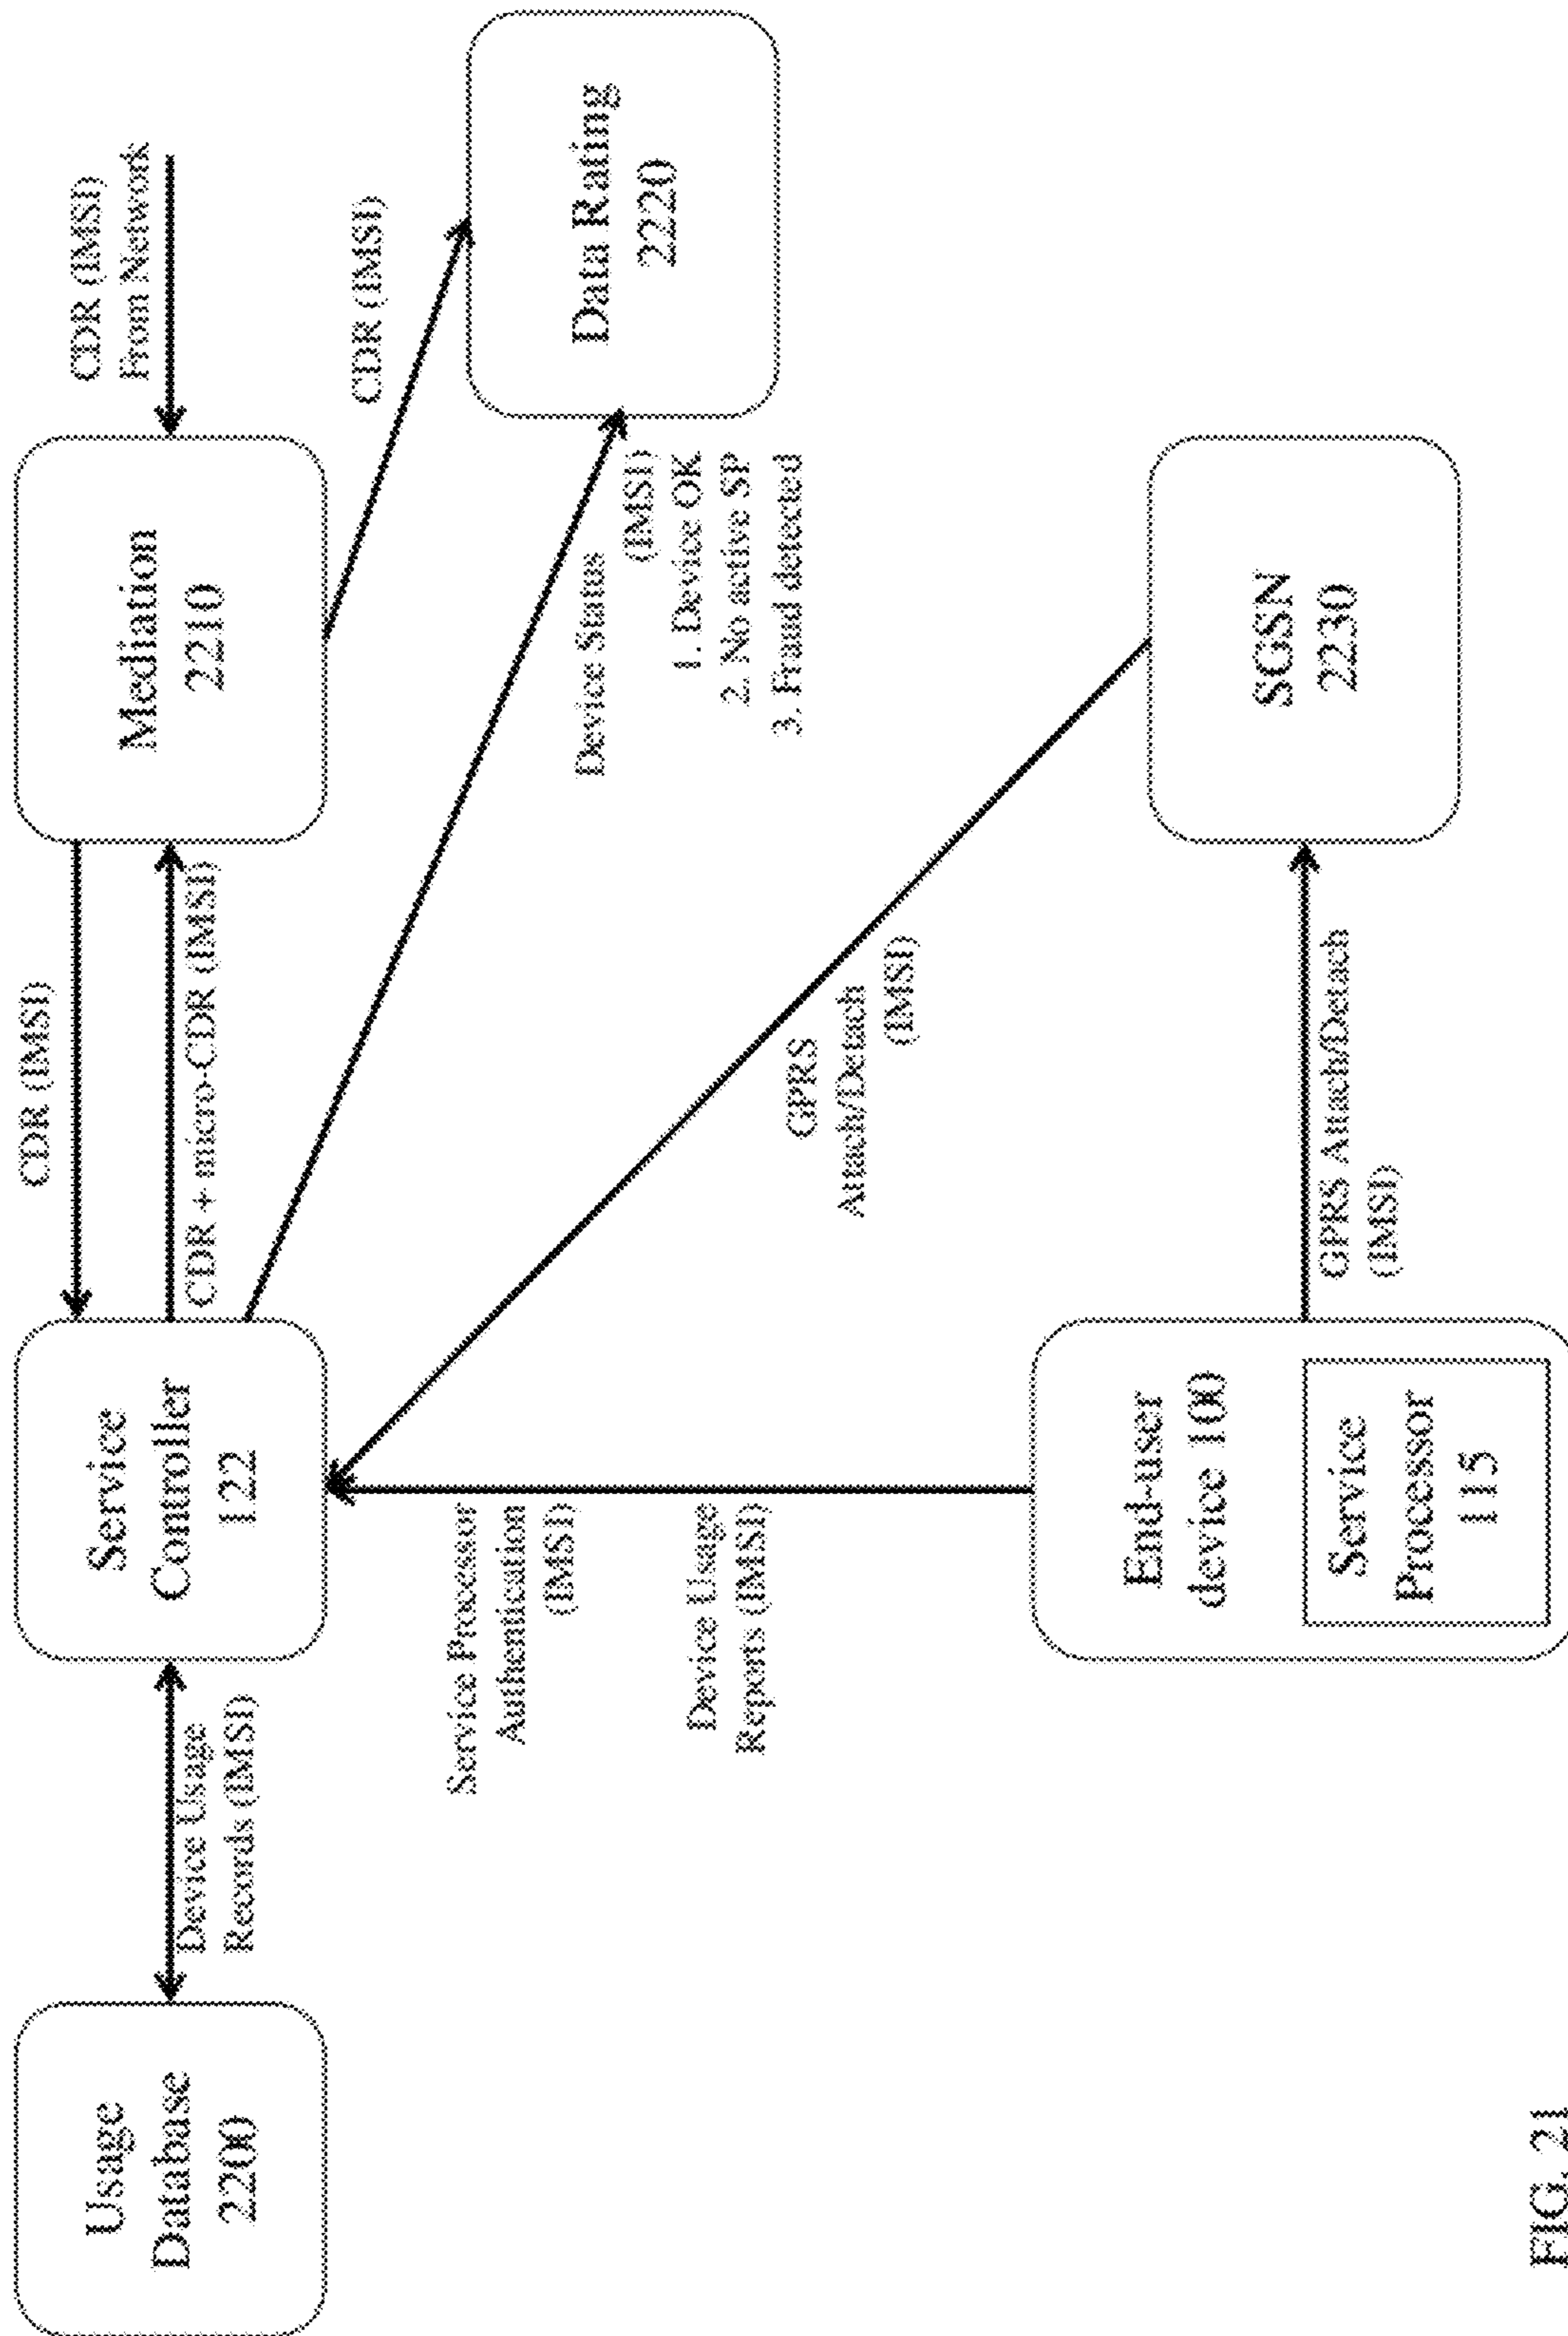 Usage
Database
2200
Device Usage
Records (IMSI)
Service
Controller
122
CDR (IMSI)
CDR + micro-CDR (IMSI)
Mediation
2210
CDR (IMSI)
From Network
CDR (IMSI)
Data Rating
2220
Device Status
(IMSI)
1. Device OK
2. No active SP
3. Fraud detected
Service Processor
Authentication
(IMSI)
Device Usage
Reports (IMSI)
GPRS
Attach/Detach
(IMSI)
End-user
device 100
Service
Processor
115
GPRS Attach/Detach
(IMSI)
SGSN
2230
FIG. 21